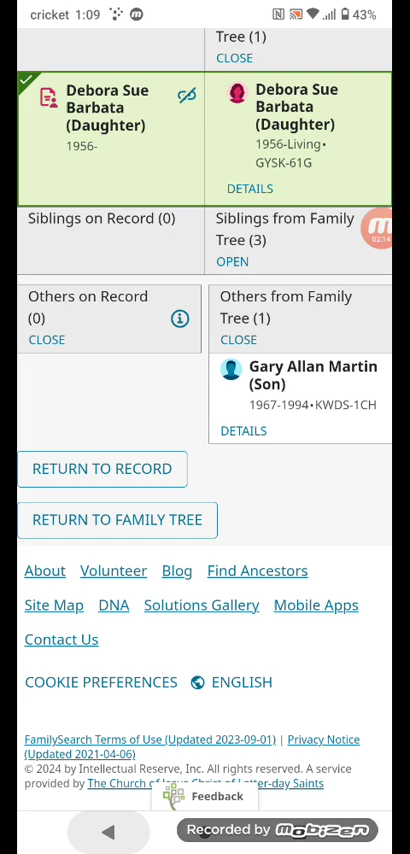 cricket 1:09 43%
Tree (1)
CLOSE
Debora Sue
Barbata
(Daughter)
1956-
Debora Sue
Barbata
(Daughter)
1956-Living•
GYSK-61G
DETAILS
Siblings on Record (0)
Siblings from Family
Tree (3)
OPEN
02:14
Others on Record
(0)
CLOSE
Others from Family
Tree (1)
CLOSE
Gary Allan Martin
(Son)
1967-1994•KWDS-1CH
DETAILS
RETURN TO RECORD
RETURN TO FAMILY TREE
About Volunteer Blog Find Ancestors
Site Map DNA Solutions Gallery Mobile Apps
Contact Us
COOKIE PREFERENCES ENGLISH
FamilySearch Terms of Use (Updated 2023-09-01) | Privacy Notice
(Updated 2021-04-06)
© 2024 by Intellectual Reserve, Inc. All rights reserved. A service
provided by The Church of Jesus Christ of Latter-day Saints
Feedback
Recorded by mobizen